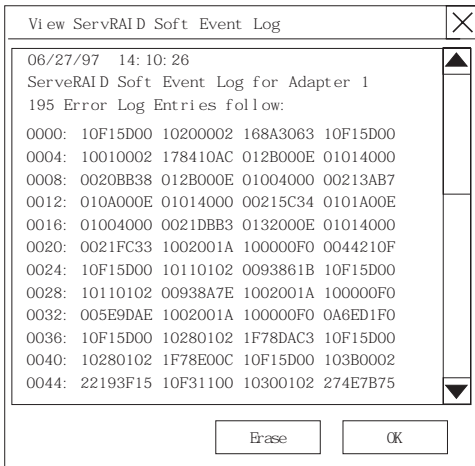 View ServRAID Soft Event Log
06/27/97 14:10:26
ServeRAID Soft Event Log for Adapter 1
195 Error Log Entries follow:
0000: 10F15D00 10200002 168A3063 10F15D00
0004: 10010002 178410AC 012B000E 01014000
0008: 0020BB38 012B000E 01004000 00213AB7
0012: 010A000E 01014000 00215C34 0101A00E
0016: 01004000 0021DBB3 0132000E 01014000
0020: 0021FC33 1002001A 100000F0 0044210F
0024: 10F15D00 10110102 0093861B 10F15D00
0028: 10110102 00938A7E 1002001A 100000F0
0032: 005E9DAE 1002001A 100000F0 0A6ED1F0
0036: 10F15D00 10280102 1F78DAC3 10F15D00
0040: 10280102 1F78E00C 10F15D00 103B0002
0044: 22193F15 10F31100 10300102 274E7B75
Erase OK